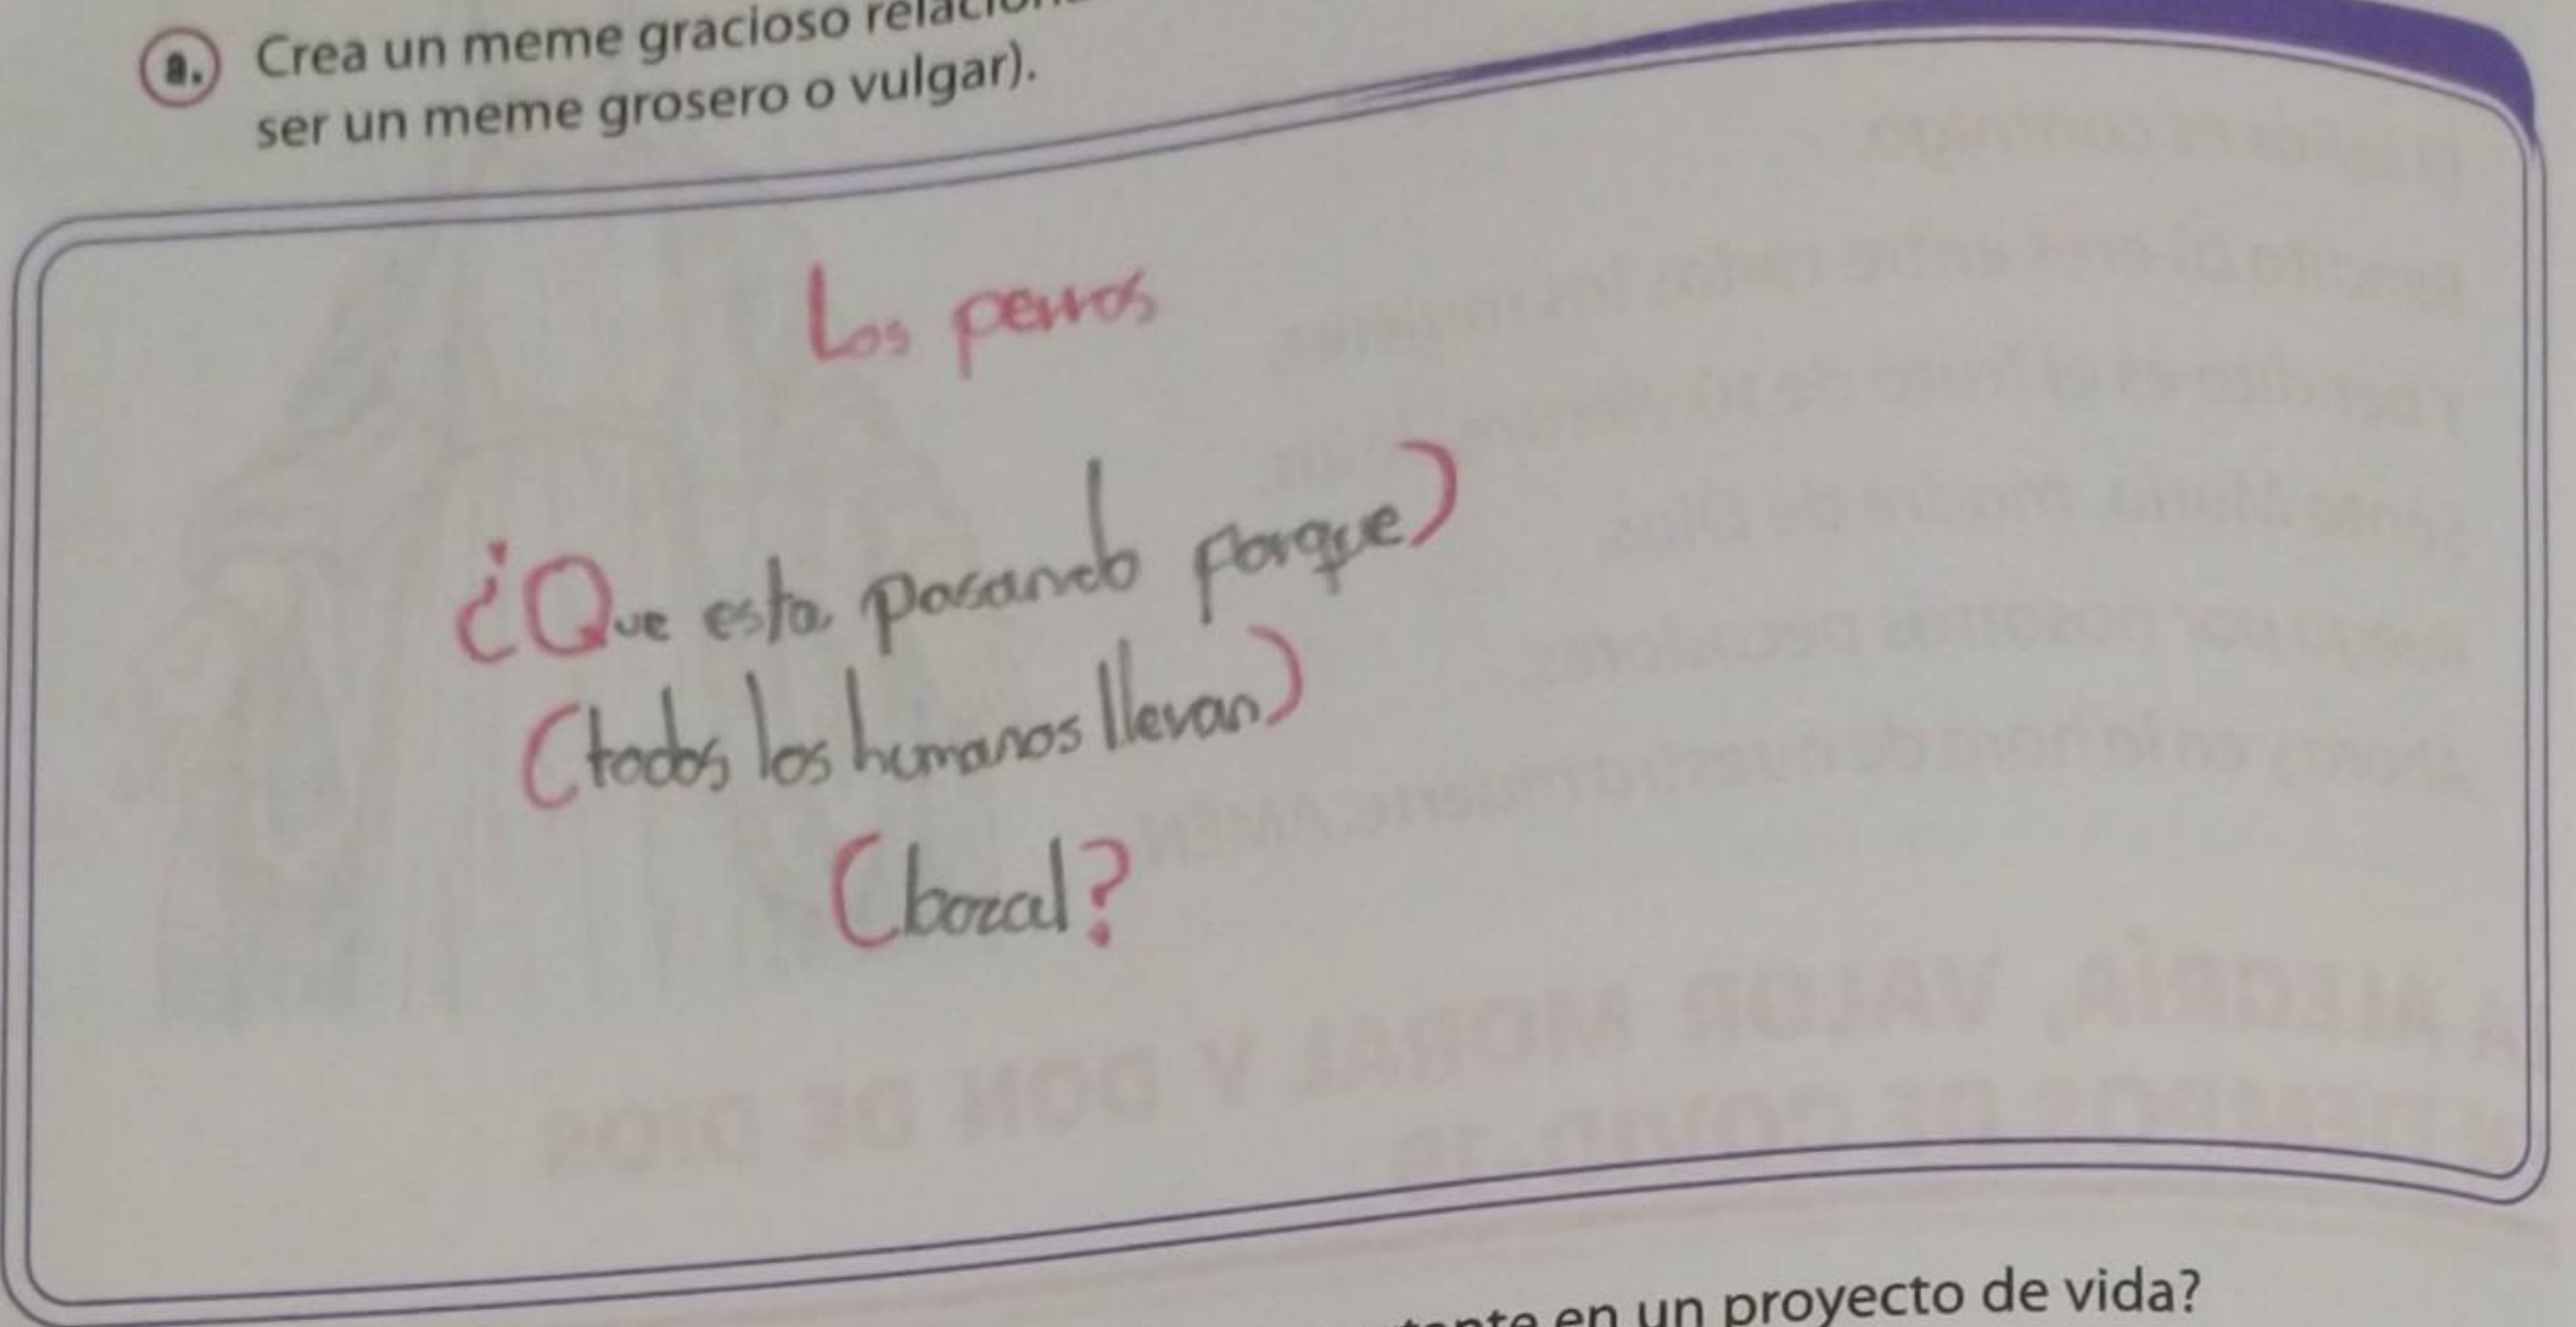 a. Crea un meme gracioso
ser un meme grosero o vulgar).
Los perros
¿Que esta pasando porque)
(todos los humanos llevan)
(bozal?
en un proyecto de vida?